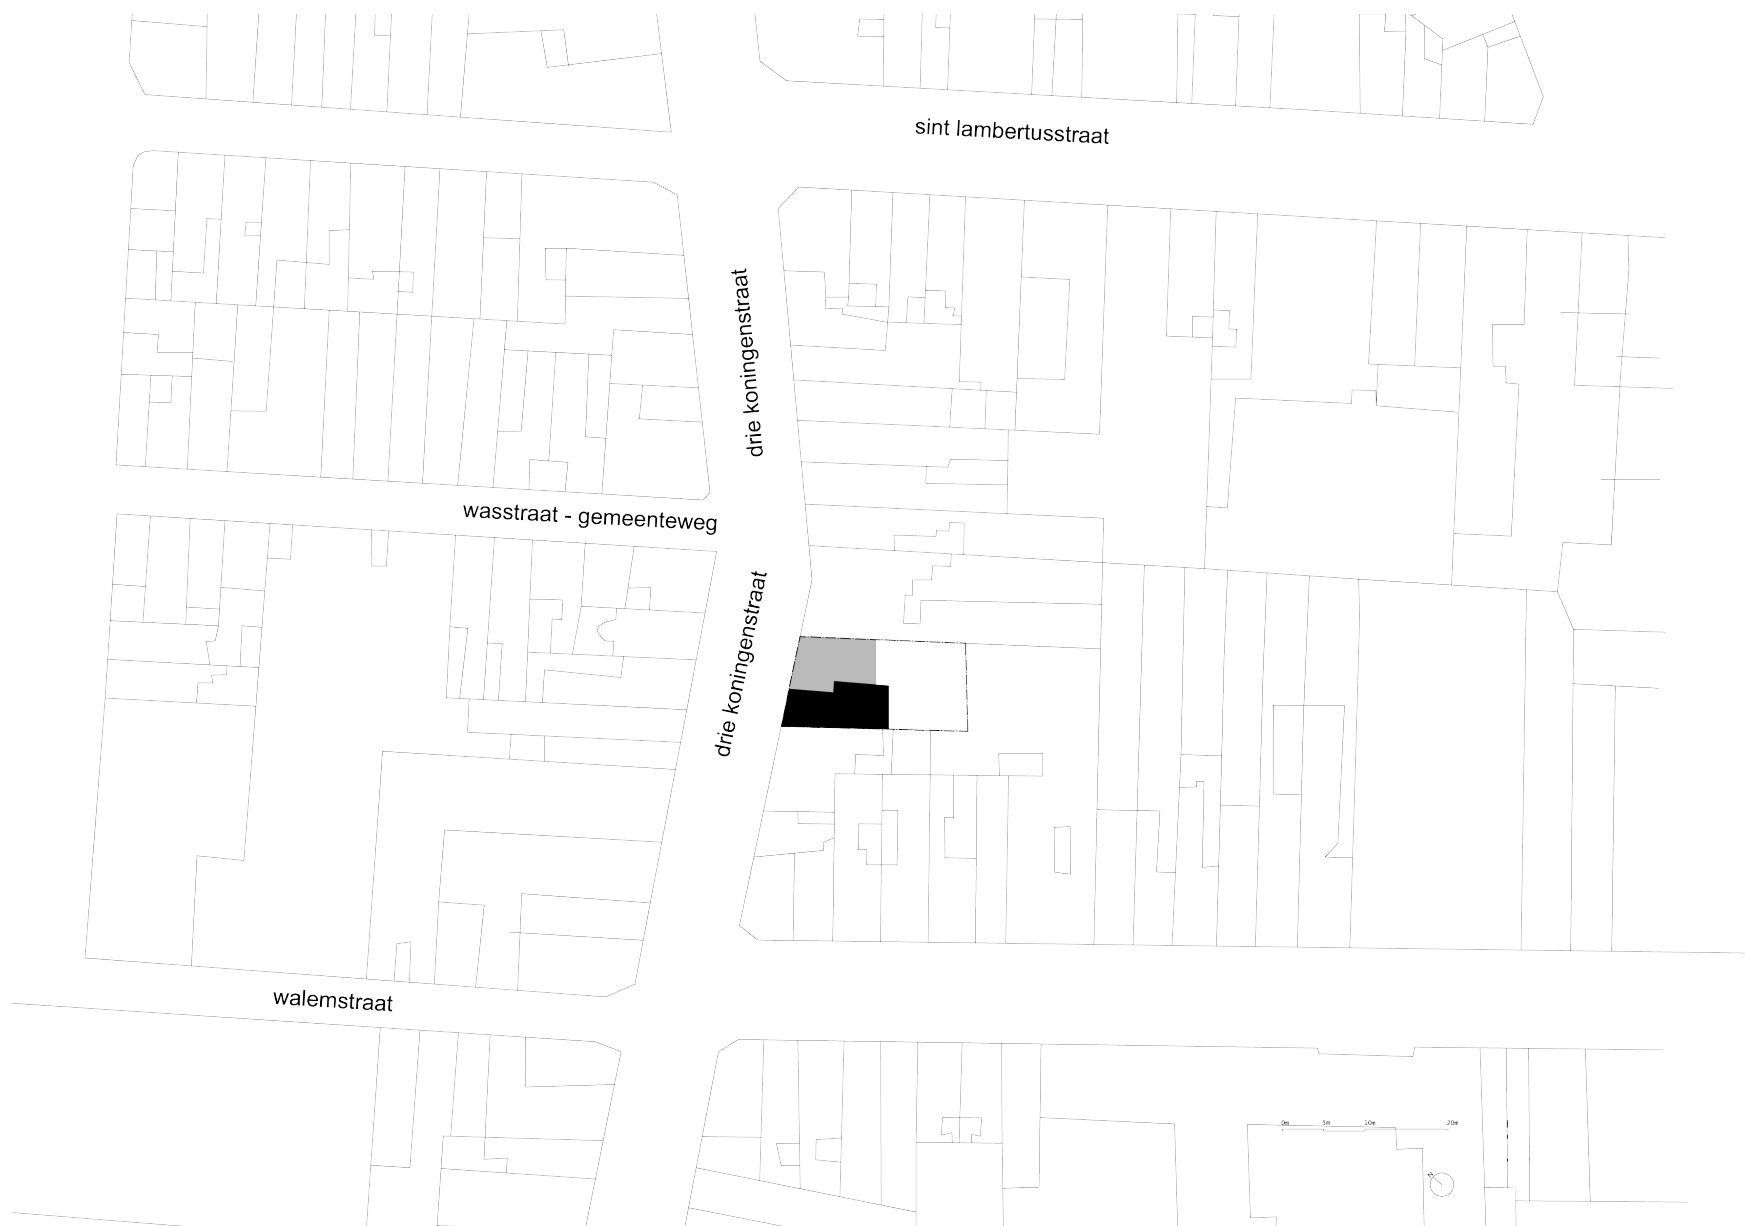 sint lambertusstraat
drie koningenstraat
wasstraat - gemeenteweg
drie koningenstraat
walemstraat
0m 5m 10m 20m
N